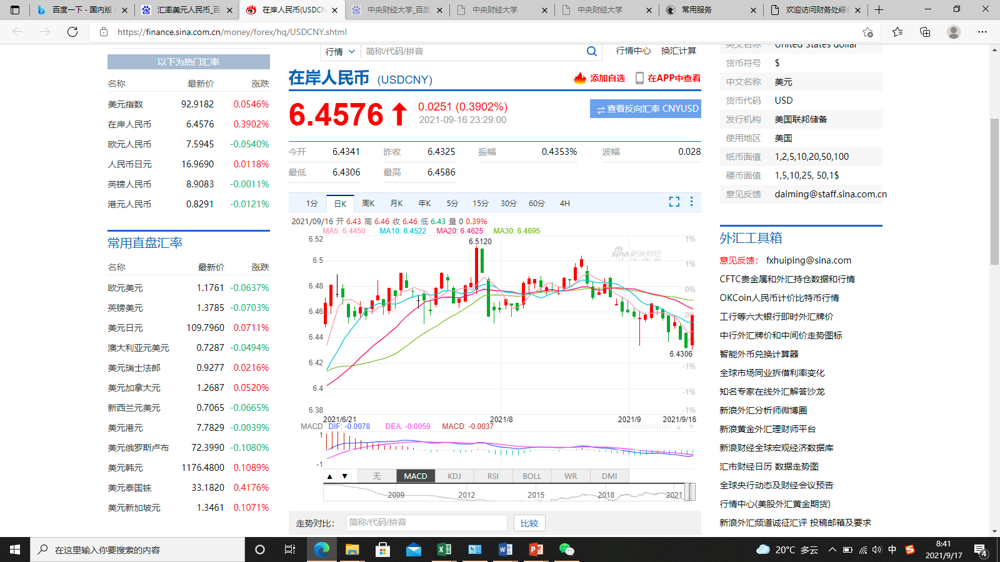 百度一下 - 国内版
汇率美元人民币_百
在岸人民币(USDCN
中央财经大学_百度
中央财经大学
中央财经大学
常用服务
欢迎访问财务处综
https://finance.sina.com.cn/money/forex/hq/USDCNY.shtml
以下为热门汇率
名称 最新价 涨跌
美元指数 92.9182 0.0546%
在岸人民币 6.4576 0.3902%
欧元人民币 7.5945 -0.0540%
人民币日元 16.9690 0.0118%
英镑人民币 8.9083 -0.0011%
港元人民币 0.8291 -0.0121%
常用直盘汇率
名称 最新价 涨跌
欧元美元 1.1761 -0.0637%
英镑美元 1.3785 -0.0703%
美元日元 109.7960 0.0711%
澳大利亚元美元 0.7287 -0.0494%
美元瑞士法郎 0.9277 0.0216%
美元加拿大元 1.2687 0.0520%
新西兰元美元 0.7065 -0.0665%
美元港元 7.7829 -0.0039%
美元俄罗斯卢布 72.3990 -0.1080%
美元韩元 1176.4800 0.1089%
美元泰国铢 33.1820 0.4176%
美元新加坡元 1.3461 0.1071%
行情 简称/代码/拼音 行情中心 换汇计算
在岸人民币 (USDCNY) 添加自选 在APP中查看
6.4576 0.0251 (0.3902%)
2021-09-16 23:29:00
查看反向汇率 CNYUSD
今开 6.4341 昨收 6.4325 振幅 0.4353% 波幅 0.028
最低 6.4306 最高 6.4586
1分 日K 周K 月K 年K 5分 15分 30分 60分 4H
2021/09/16 开 6.43 高 6.46 收 6.46 低 6.43 量 0 0.39%
MA5: 6.4450 MA10: 6.4522 MA20: 6.4625 MA30: 6.4695
6.52 1%
6.5120
sina 新浪财经
6.5 1%
6.48 0%
6.46 0%
6.44
6.4306
6.42 -1%
6.4 -1%
6.38 -1%
2021/6/21 2021/8 2021/9 2021/9/16
MACD DIF: -0.0078 DEA: -0.0059 MACD: -0.0037
1
-1
▲ ▼ 无 MACD KDJ RSI BOLL WR DMI
2009 2012 2015 2018 2021
走势对比: 简称/代码/拼音 比较
英文名称 United States dollar
货币符号 $
中文名称 美元
货币代码 USD
发行机构 美国联邦储备
使用地区 美国
纸币面值 1,2,5,10,20,50,100
硬币面值 1,5,10,25, 50,1$
意见反馈 daiming@staff.sina.com.cn
外汇工具箱
意见反馈: fxhuiping@sina.com
CFTC贵金属和外汇持仓数据和行情
OKCoin人民币计价比特币行情
工行等六大银行即时外汇牌价
中行外汇牌价和中间价走势图标
智能外币兑换计算器
全球市场同业拆借利率变化
知名专家在线外汇解答沙龙
新浪外汇分析师微博圈
新浪黄金外汇理财师平台
新浪财经全球宏观经济数据库
汇市财经日历 数据走势图
全球央行动态及财经会议预告
行情中心(美股外汇黄金期货)
新浪外汇频道诚征汇评 投稿邮箱及要求
在这里输入你要搜索的内容
20°C 多云
中
8:41
2021/9/17
4